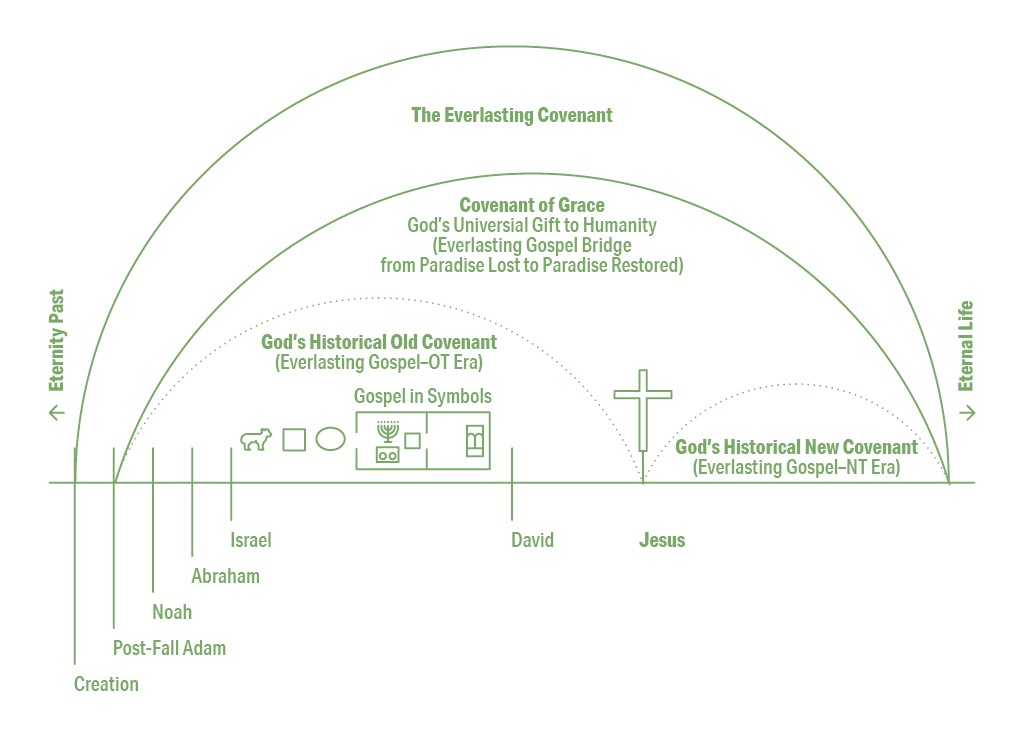 The Everlasting Covenant
Covenant of Grace
God's Universial Gift to Humanity
(Everlasting Gospel Bridge
from Paradise Lost to Paradise Restored)
Eternity Past
Eternal Life
God's Historical Old Covenant
(Everlasting Gospel–OT Era)
Gospel in Symbols
God's Historical New Covenant
(Everlasting Gospel–NT Era)
Israel
David
Jesus
Abraham
Noah
Post-Fall Adam
Creation